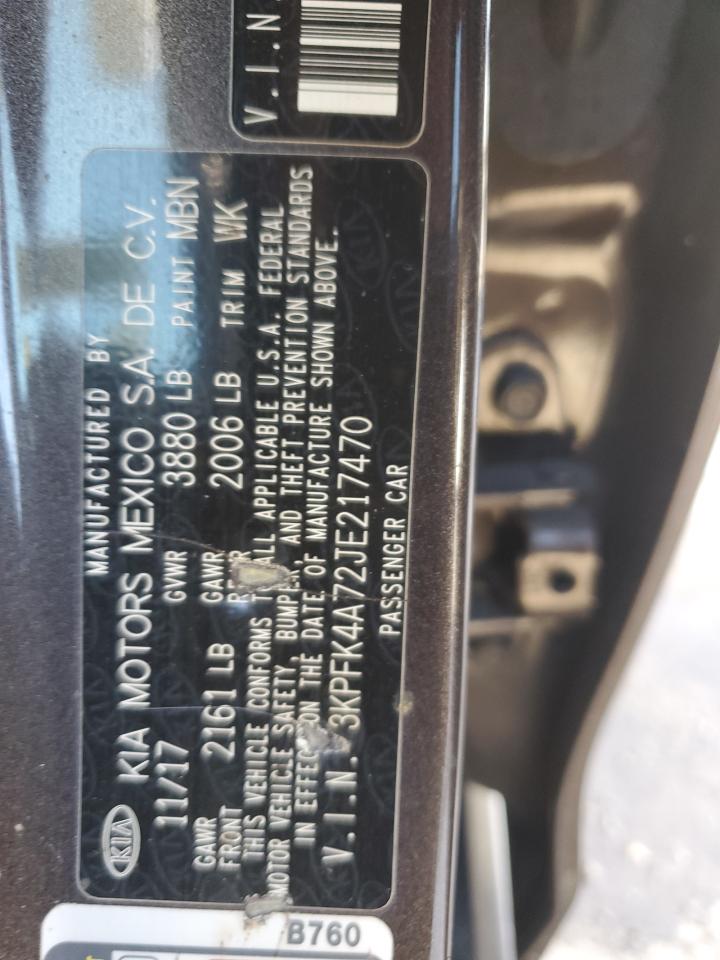 MANUFACTURED BY
KIA KIA MOTORS MEXICO S.A. DE C.V.
11/17 GVWR 3880 LB PAINT MBN
GAWR FRONT 2161 LB GAWR 2006 LB TRIM WK
THIS VEHICLE CONFORMS ALL APPLICABLE U.S.A. FEDERAL
MOTOR VEHICLE SAFETY, AND THEFT PREVENTION STANDARDS
IN ON THE DATE OF MANUFACTURE SHOWN ABOVE.
V.I.N. 3KPFK4A72JE217470
PASSENGER CAR
V.I.N.
B760